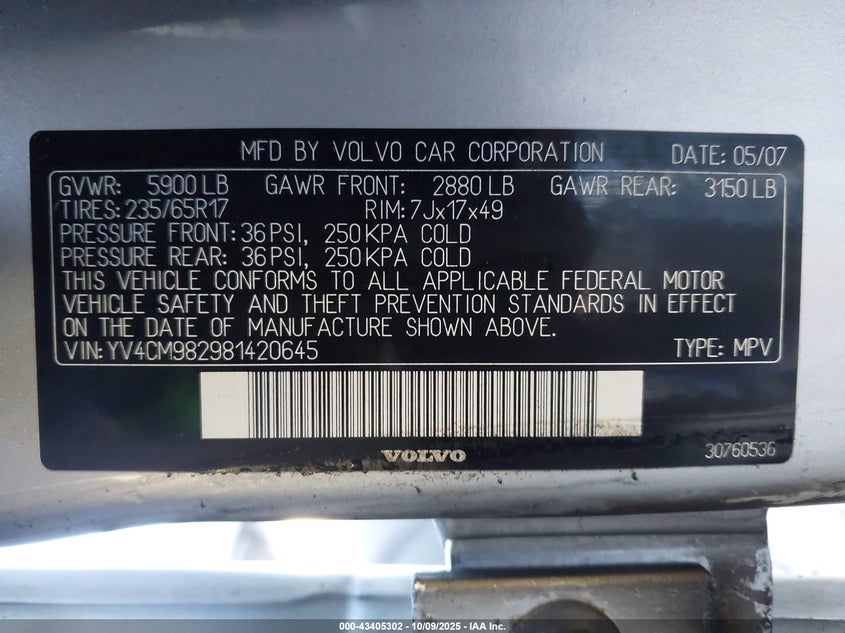 MFD BY VOLVO CAR CORPORATION DATE: 05/07
GVWR: 5900 LB GAWR FRONT: 2880 LB GAWR REAR: 3150 LB
TIRES: 235/65R17 RIM: 7Jx17x49
PRESSURE FRONT: 36 PSI, 250 KPA COLD
PRESSURE REAR: 36 PSI, 250 KPA COLD
THIS VEHICLE CONFORMS TO ALL APPLICABLE FEDERAL MOTOR
VEHICLE SAFETY AND THEFT PREVENTION STANDARDS IN EFFECT
ON THE DATE OF MANUFACTURE SHOWN ABOVE.
VIN: YV4CM982981420645 TYPE: MPV
VOLVO 30760536
000-43405302 - 10/09/2025 - IAA Inc.